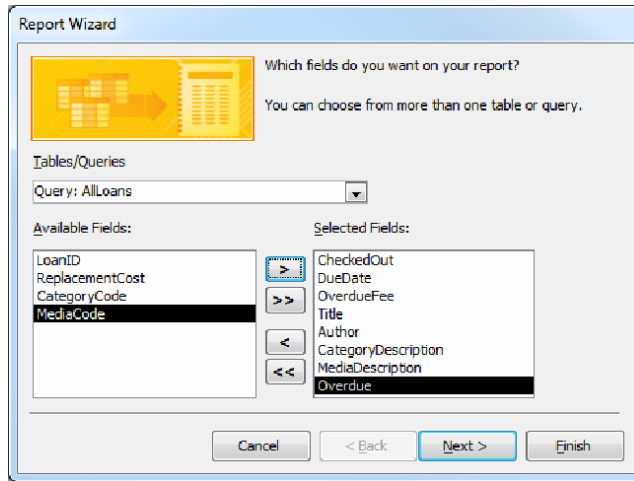 Report Wizard
Which fields do you want on your report?
You can choose from more than one table or query.
Tables/Queries
Query: AllLoans
Available Fields:
LoanID
ReplacementCost
CategoryCode
MediaCode
>
>>
<
<<
Selected Fields:
CheckedOut
DueDate
OverdueFee
Title
Author
CategoryDescription
MediaDescription
Overdue
Cancel
< Back
Next >
Finish